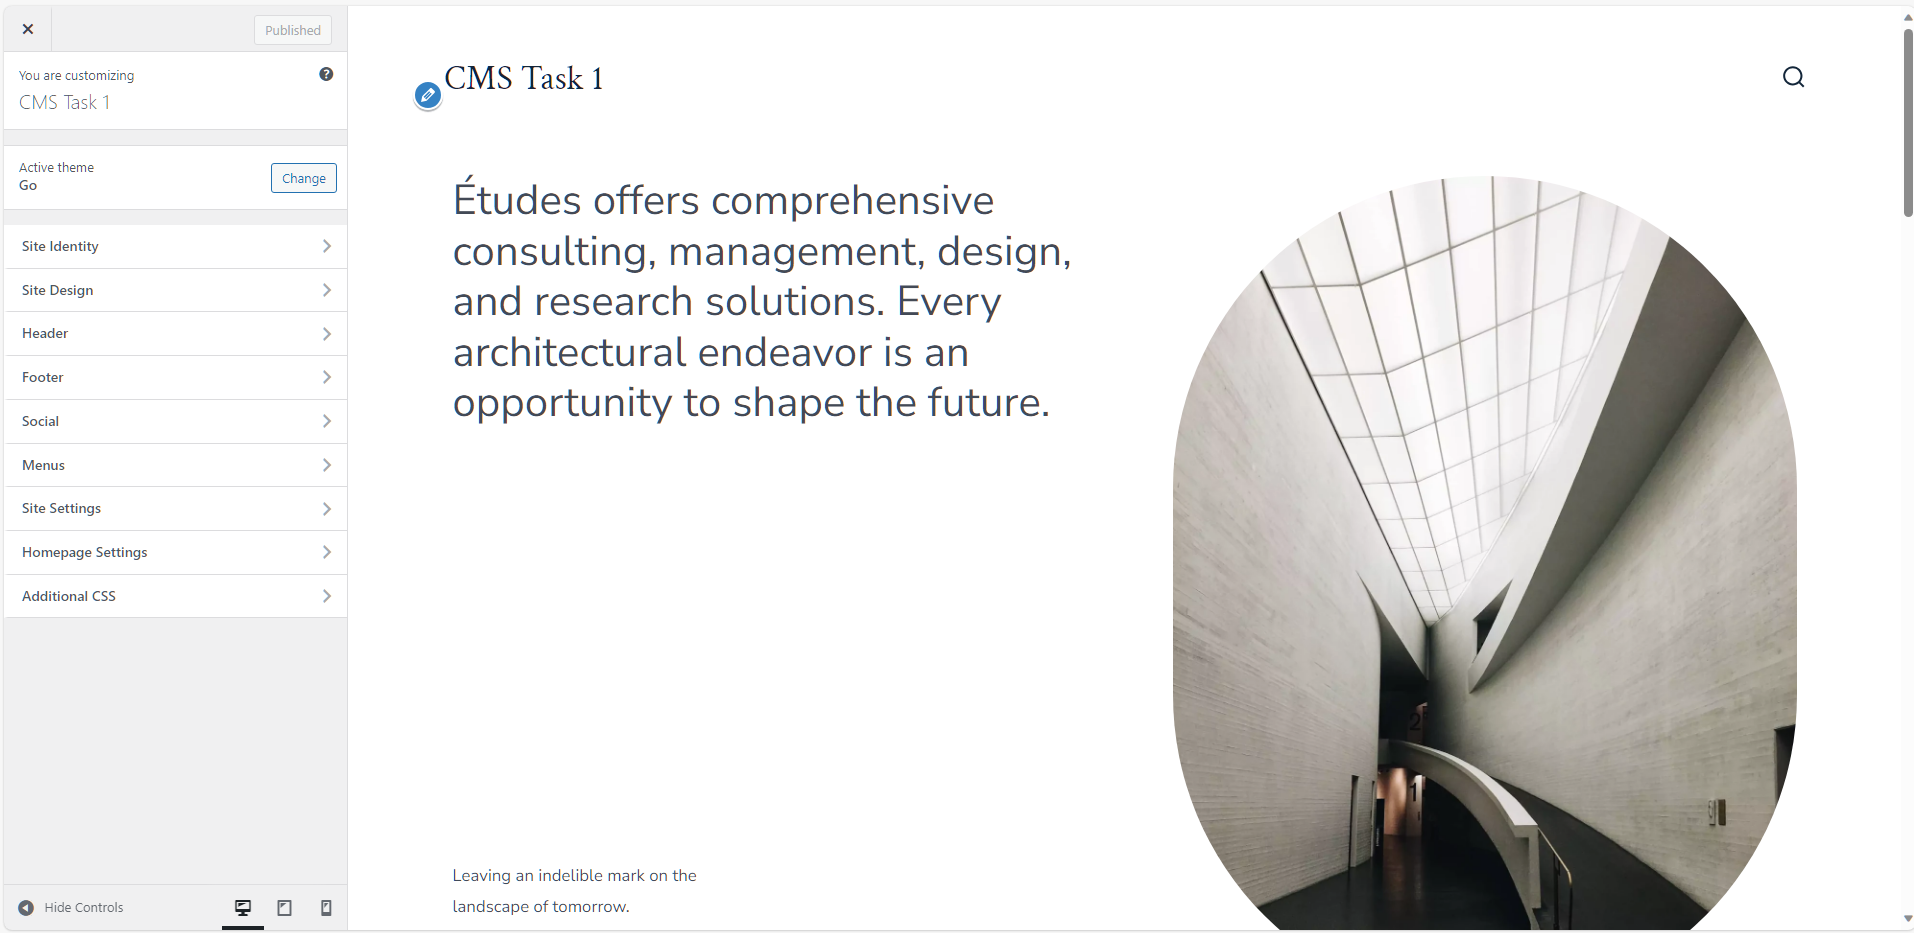 Published
You are customizing
CMS Task 1
Active theme
Go
Change
Site Identity
Site Design
Header
Footer
Social
Menus
Site Settings
Homepage Settings
Additional CSS
Hide Controls
CMS Task 1
Études offers comprehensive
consulting, management, design,
and research solutions. Every
architectural endeavor is an
opportunity to shape the future.
Leaving an indelible mark on the
landscape of tomorrow.
2
1